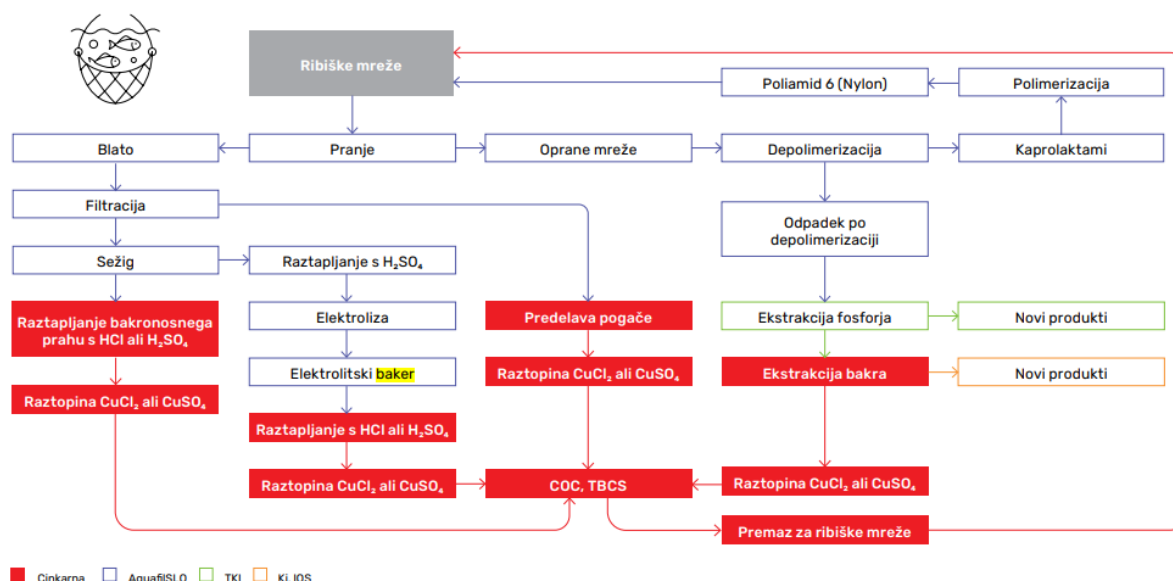 Ribiške mreže
Poliamid 6 (Nylon)
Polimerizacija
Blato
Pranje
Oprane mreže
Depolimerizacija
Kaprolaktami
Filtracija
Odpadek po
depolimerizaciji
Sežig
Raztapljanje s H₂SO₄
Raztapljanje bakronosnega
prahu s HCl ali H₂SO₄
Elektroliza
Predelava pogače
Ekstrakcija fosforja
Novi produkti
Elektrolitski baker
Raztopina CuCl₂ ali CuSO₄
Ekstrakcija bakra
Novi produkti
Raztopina CuCl₂ ali CuSO₄
Raztapljanje s HCl ali H₂SO₄
Raztopina CuCl₂ ali CuSO₄
COC, TBCS
Raztopina CuCl₂ ali CuSO₄
Premaz za ribiške mreže
Cinkarna
AquafilSLO
TKI
KI, IOS